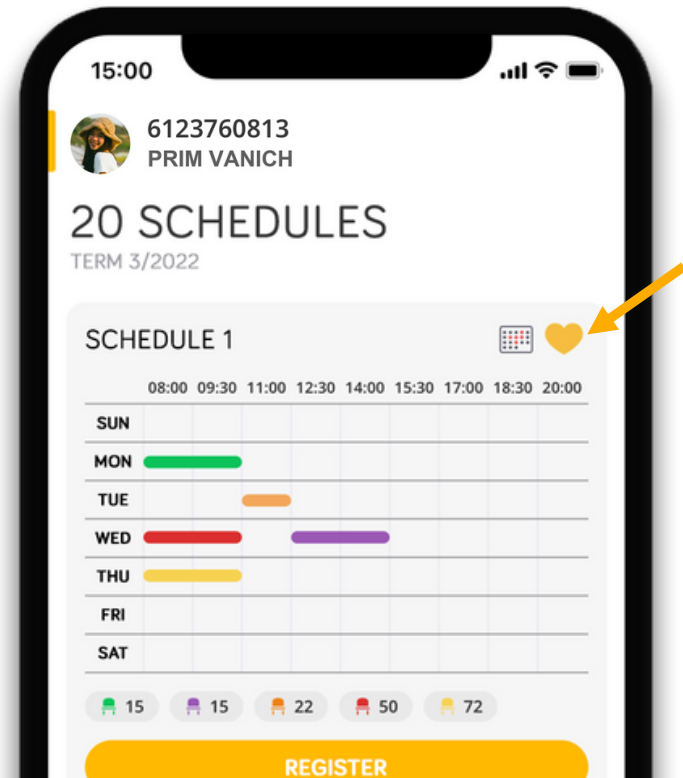 15:00
6123760813
PRIM VANICH
20 SCHEDULES
TERM 3/2022
SCHEDULE 1
08:00 09:30 11:00 12:30 14:00 15:30 17:00 18:30 20:00
SUN
MON
TUE
WED
THU
FRI
SAT
15 15 22 50 72
REGISTER